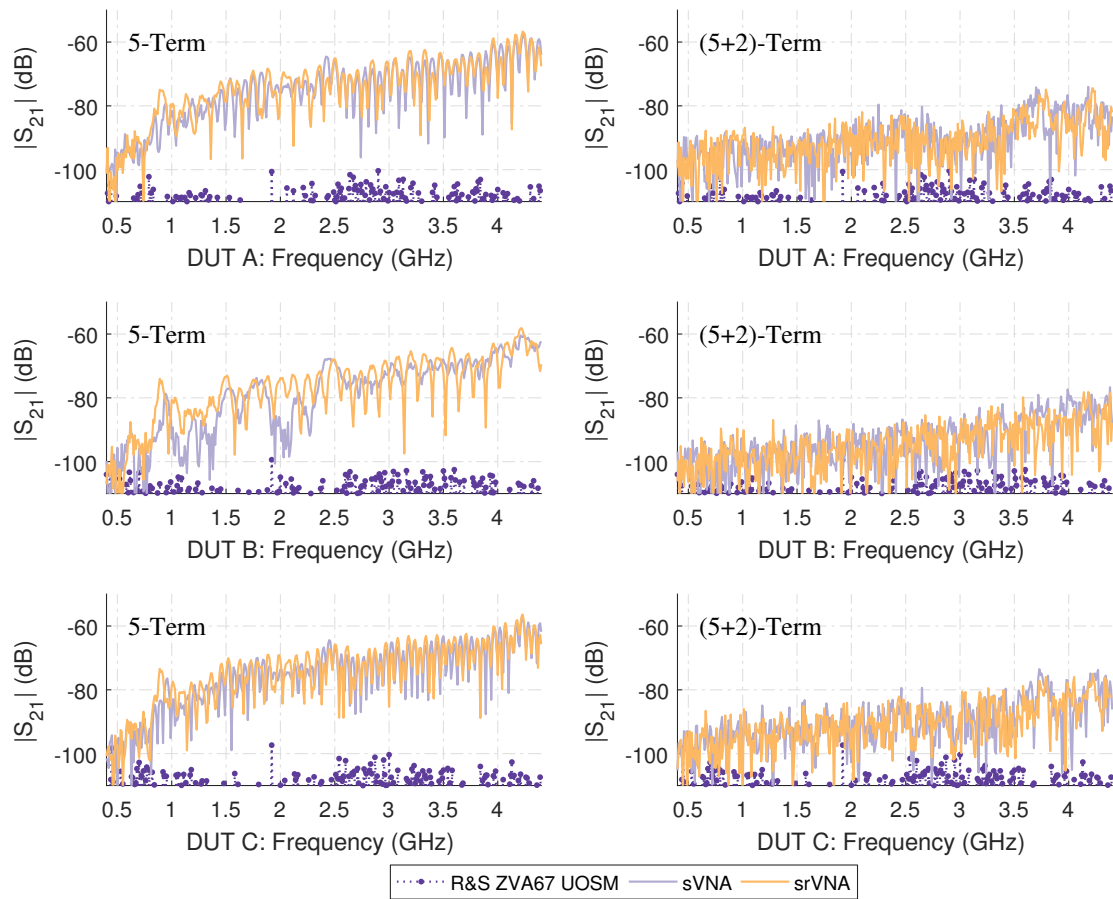 5-Term
|S21| (dB)
-60
-80
-100
0.5 1 1.5 2 2.5 3 3.5 4
DUT A: Frequency (GHz)
(5+2)-Term
|S21| (dB)
-60
-80
-100
0.5 1 1.5 2 2.5 3 3.5 4
DUT A: Frequency (GHz)
5-Term
|S21| (dB)
-60
-80
-100
0.5 1 1.5 2 2.5 3 3.5 4
DUT B: Frequency (GHz)
(5+2)-Term
|S21| (dB)
-60
-80
-100
0.5 1 1.5 2 2.5 3 3.5 4
DUT B: Frequency (GHz)
5-Term
|S21| (dB)
-60
-80
-100
0.5 1 1.5 2 2.5 3 3.5 4
DUT C: Frequency (GHz)
(5+2)-Term
|S21| (dB)
-60
-80
-100
0.5 1 1.5 2 2.5 3 3.5 4
DUT C: Frequency (GHz)
R&S ZVA67 UOSM sVNA srVNA